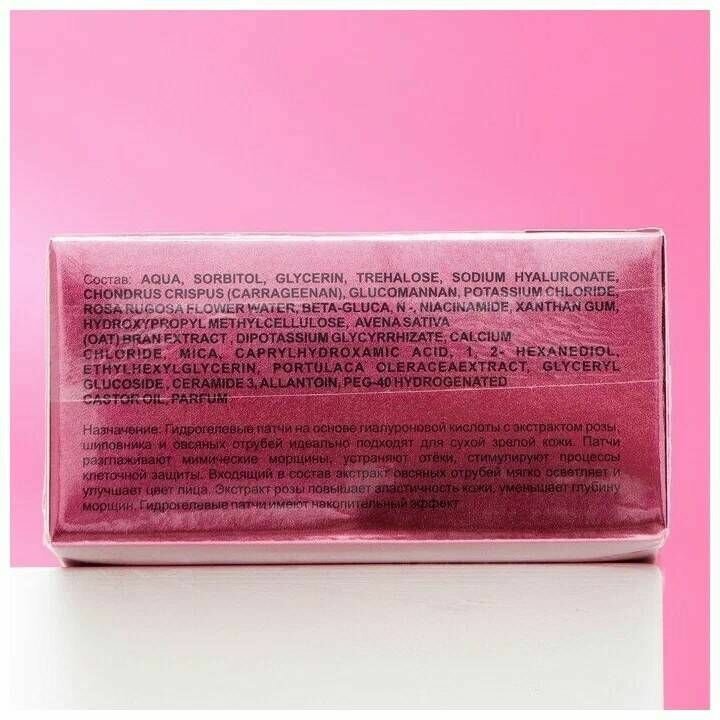 Состав: AQUA, SORBITOL, GLYCERIN, TREHALOSE, SODIUM HYALURONATE,
CHONDRUS CRISPUS (CARRAGEENAN), GLUCOMANNAN, POTASSIUM CHLORIDE,
ROSA RUGOSA FLOWER WATER, BETA-GLUCA, N -, NIACINAMIDE, XANTHAN GUM,
HYDROXYPROPYL METHYLCELLULOSE, AVENA SATIVA
(OAT) BRAN EXTRACT , DIPOTASSIUM GLYCYRRHIZATE, CALCIUM
CHLORIDE, MICA, CAPRYLHYDROXAMIC ACID, 1, 2- HEXANEDIOL,
ETHYLHEXYLGLYCERIN, PORTULACA OLERACEAEXTRACT, GLYCERYL
GLUCOSIDE , CERAMIDE 3, ALLANTOIN, PEG-40 HYDROGENATED
CASTOR OIL, PARFUM
Назначение: Гидрогелевые патчи на основе гиалуроновой кислоты с экстрактом розы,
шиповника и овсяных отрубей идеально подходят для сухой зрелой кожи. Патчи
разглаживают мимические морщины, устраняют отеки, стимулируют процессы
клеточной защиты. Входящий в состав экстракт овсяных отрубей мягко осветляет и
улучшает цвет лица. Экстракт розы повышает эластичность кожи, уменьшает глубину
морщин. Гидрогелевые патчи имеют накопительный эффект